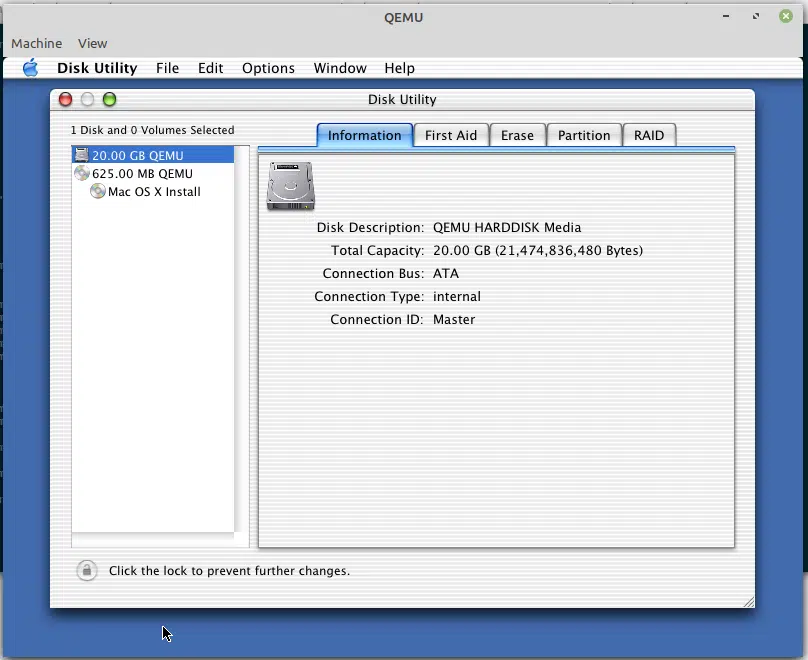 QEMU
Machine View
Disk Utility File Edit Options Window Help
Disk Utility
1 Disk and 0 Volumes Selected
20.00 GB QEMU
625.00 MB QEMU
Mac OS X Install
Information First Aid Erase Partition RAID
Disk Description: QEMU HARDDISK Media
Total Capacity: 20.00 GB (21,474,836,480 Bytes)
Connection Bus: ATA
Connection Type: internal
Connection ID: Master
Click the lock to prevent further changes.